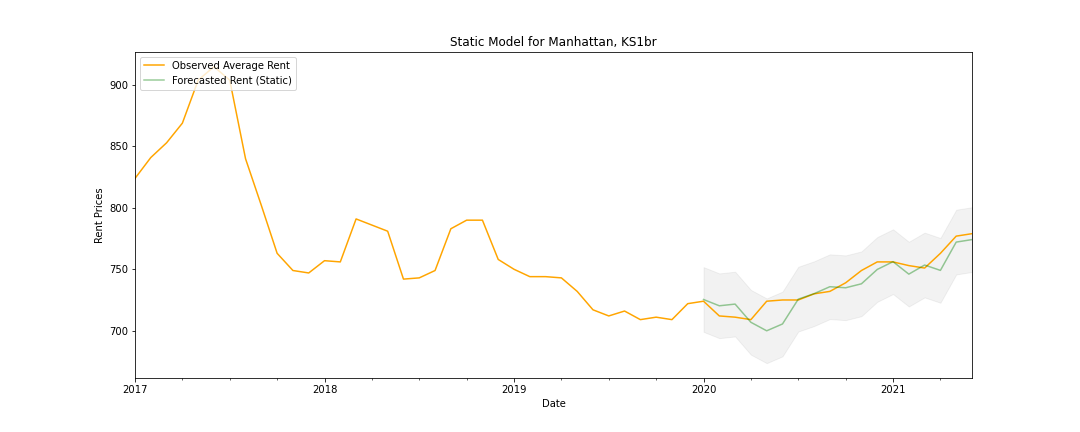 Static Model for Manhattan, KS1br
Observed Average Rent
Forecasted Rent (Static)
900
850
800
750
700
Rent Prices
2017
2018
2019
2020
2021
Date